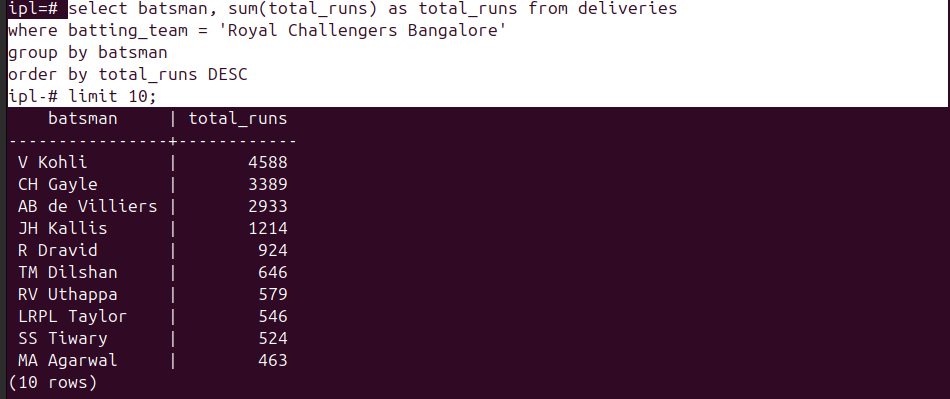 ipl=# select batsman, sum(total_runs) as total_runs from deliveries
where batting_team = 'Royal Challengers Bangalore'
group by batsman
order by total_runs DESC
ipl-# limit 10;
    batsman     | total_runs
----------------+------------
 V Kohli        |       4588
 CH Gayle       |       3389
 AB de Villiers |       2933
 JH Kallis      |       1214
 R Dravid       |        924
 TM Dilshan     |        646
 RV Uthappa     |        579
 LRPL Taylor    |        546
 SS Tiwary      |        524
 MA Agarwal     |        463
(10 rows)